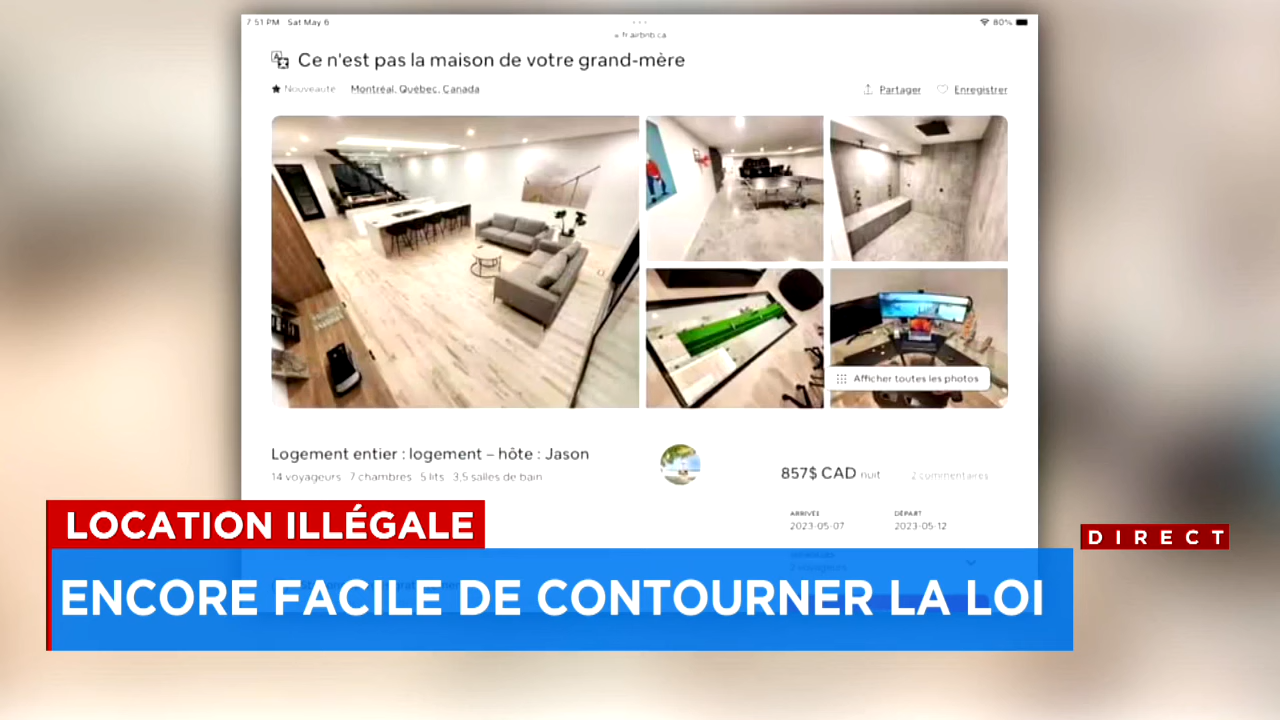 7 51 PM Sat May 6
80%
fr.airbnb.ca
Ce n'est pas la maison de votre grand-mère
Nouveauté Montréal, Québec, Canada
Partager Enregistrer
Afficher toutes les photos
Logement entier : logement – hôte : Jason
14 voyageurs 7 chambres 5 lits 3,5 salles de bain
857$ CAD nuit
2 commentaires
ARRIVÉE DÉPART
2023-05-07 2023-05-12
2 voyageurs
LOCATION ILLÉGALE
DIRECT
ENCORE FACILE DE CONTOURNER LA LOI